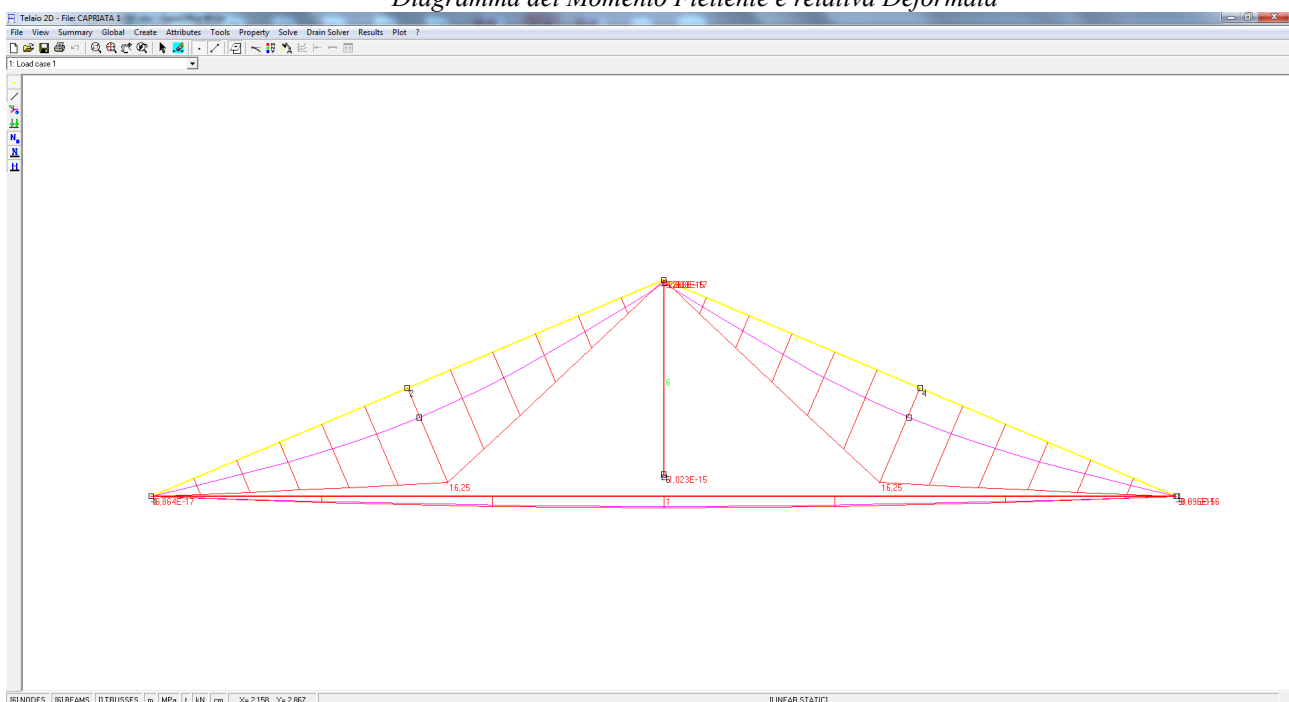 Diagramma del Momento Flettente e relativa Deformata
Telaio 2D - File: CAPRIATA 1
File View Summary Global Create Attributes Tools Property Solve Drain Solver Results Plot ?
1: Load case 1
6
2
4
16,25
16,25
1,023E-15
1
[6] NODES [6] BEAMS [] TRUSSES m MPa t kN cm X= 2.158 Y= 2.867 [LINEAR STATIC]